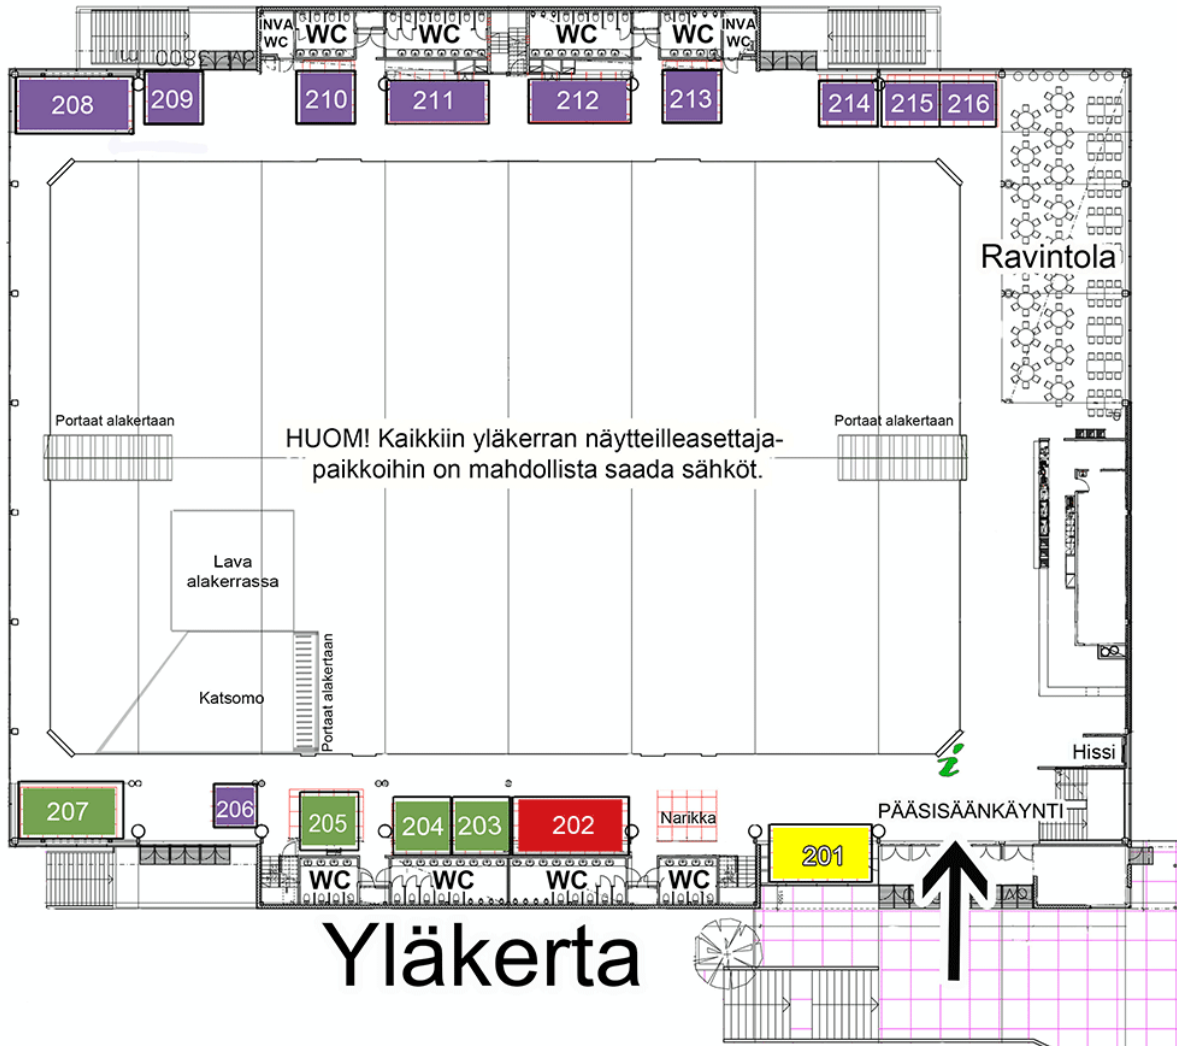 INVA
WC
WC
WC
WC
WC
INVA
WC
008
208
209
210
211
212
213
214
215
216
Ravintola
Portaat alakertaan
Portaat alakertaan
HUOM! Kaikkiin yläkerran näytteilleasettaja-
paikkoihin on mahdollista saada sähköt.
Lava
alakerrassa
Katsomo
Portaat alakertaan
i
Hissi
207
206
205
204
203
202
Narikka
201
PÄÄSISÄÄNKÄYNTI
WC
WC
WC
WC
Yläkerta